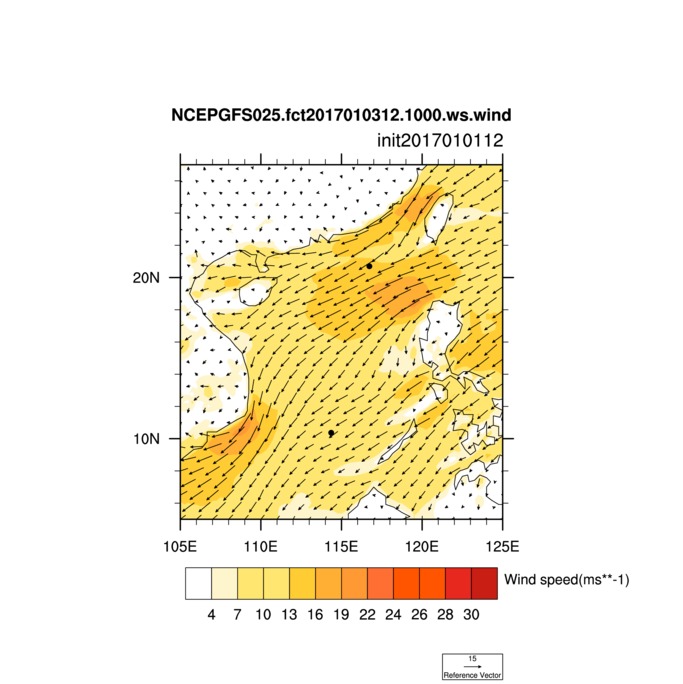 NCEPGFS025.fct2017010312.1000.ws.wind
init2017010112
20N
10N
105E 110E 115E 120E 125E
Wind speed(ms**-1)
4 7 10 13 16 19 22 24 26 28 30
15
Reference Vector